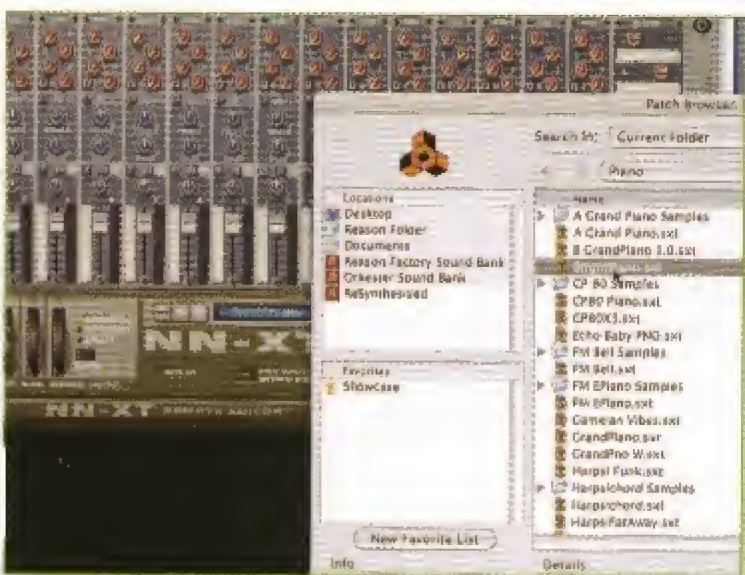 Patch Browser
Search In: Current Folder
Piano
Locations
Desktop
Reason Folder
Documents
Reason Factory Sound Bank
Orkester Sound Bank
ReSynthesised
Favorites
Showcase
New Favorite List
Info
Name
A Grand Piano Samples
A Grand Piano.sxt
B-GrandPiano 3.0.sxt
CP 80 Samples
CP80 Piano.sxt
CP80X3.sxt
Echo Baby PNO.sxt
FM Bell Samples
FM Bell.sxt
FM EPiano Samples
FM EPiano.sxt
Gamelan Vibes.sxt
GrandPiano.sxt
GrandPno W.sxt
Harpsi Funk.sxt
Harpsichord Samples
Harpsichord.sxt
Harpsi FarAway.sxt
Details
NN-XT
NN-XT